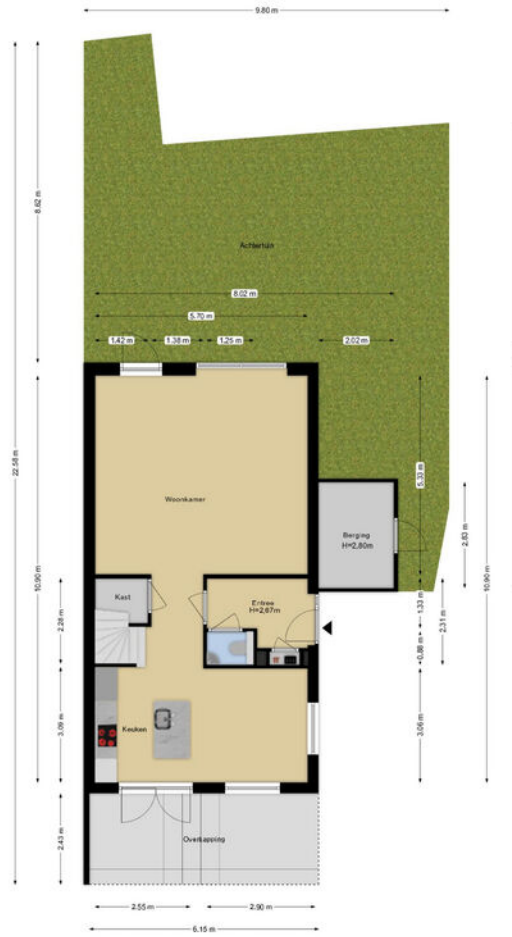 9.80 m
8.62 m
Achtertuin
8.02 m
5.70 m
1.42 m
1.38 m
1.25 m
2.02 m
22.58 m
5.33 m
Woonkamer
2.83 m
Berging
H=2.80m
10.90 m
10.90 m
Kast
Entree
H=2.67m
2.28 m
1.33 m
2.31 m
0.88 m
Keuken
3.09 m
3.06 m
2.43 m
Overkapping
2.55 m
2.90 m
6.15 m